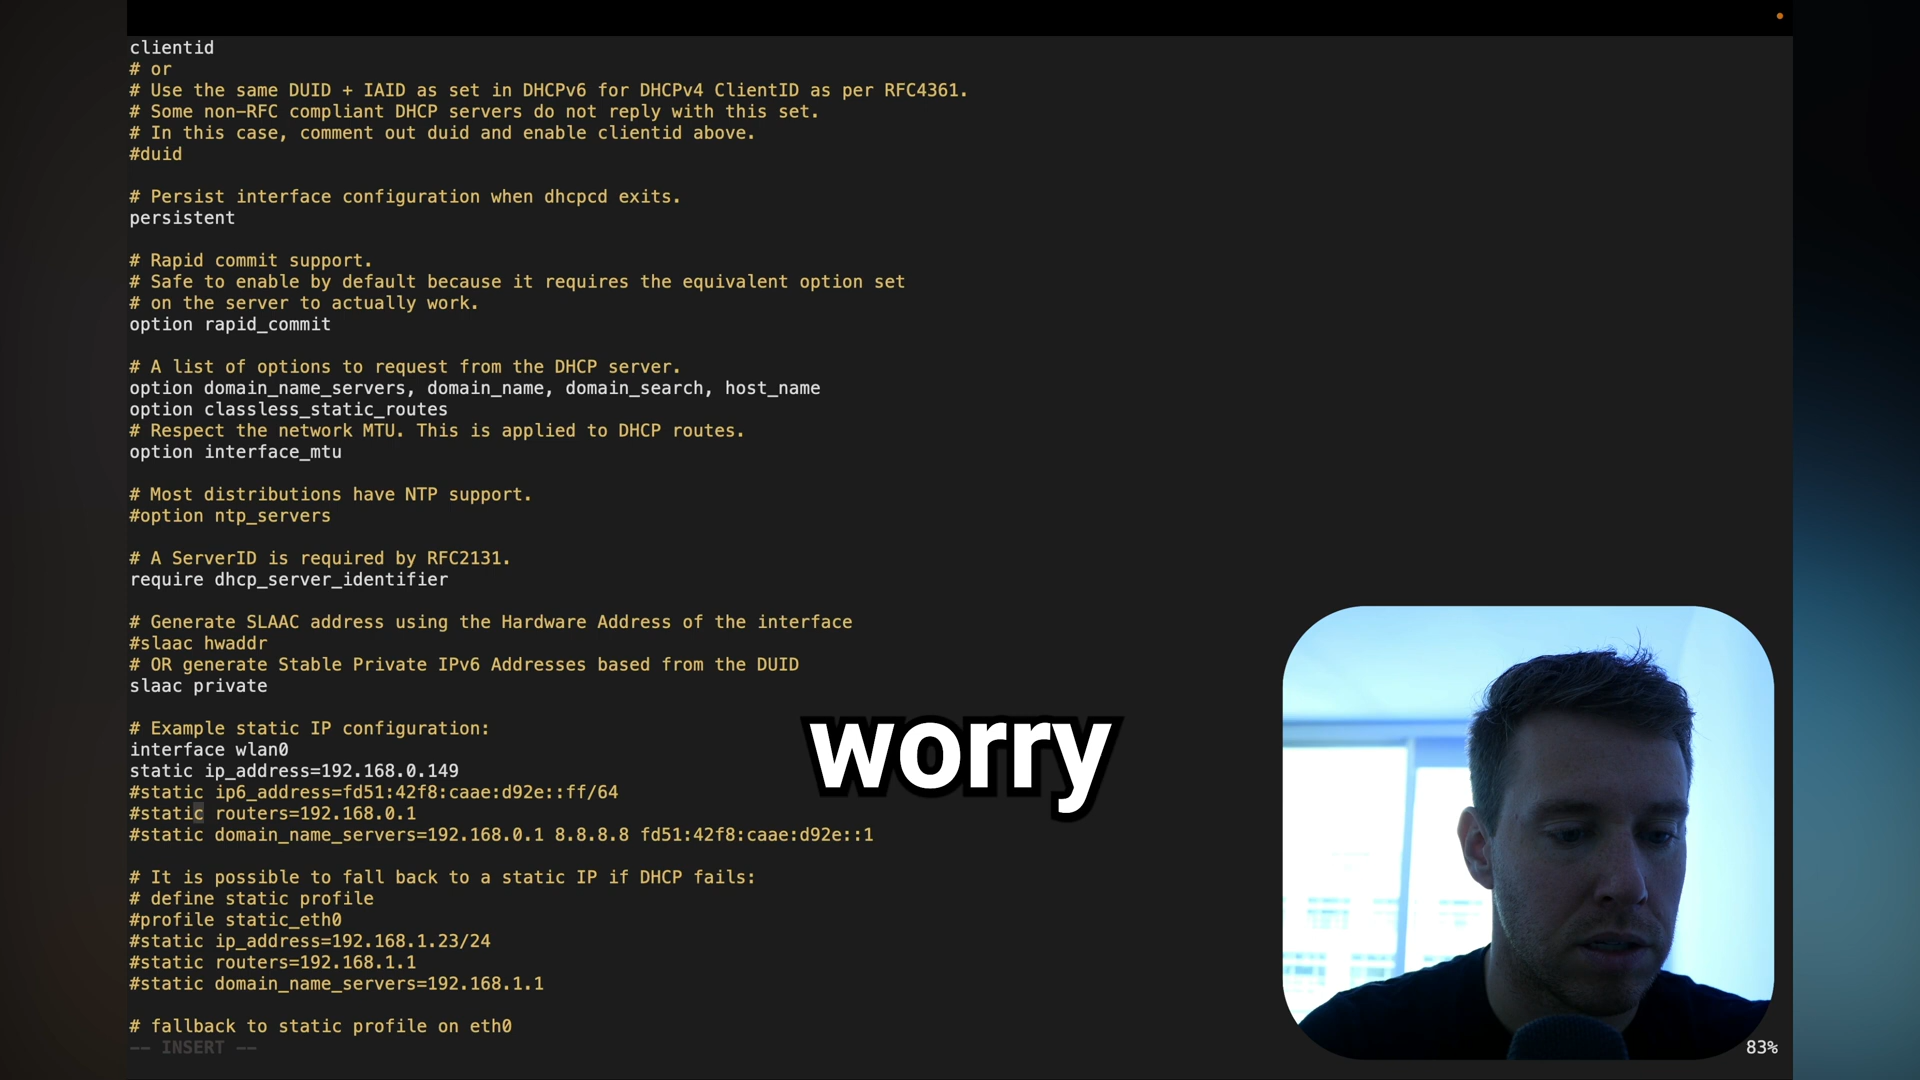 clientid
# or
# Use the same DUID + IAID as set in DHCPv6 for DHCPv4 ClientID as per RFC4361.
# Some non-RFC compliant DHCP servers do not reply with this set.
# In this case, comment out duid and enable clientid above.
#duid
# Persist interface configuration when dhcpcd exits.
persistent
# Rapid commit support.
# Safe to enable by default because it requires the equivalent option set
# on the server to actually work.
option rapid_commit
# A list of options to request from the DHCP server.
option domain_name_servers, domain_name, domain_search, host_name
option classless_static_routes
# Respect the network MTU. This is applied to DHCP routes.
option interface_mtu
# Most distributions have NTP support.
#option ntp_servers
# A ServerID is required by RFC2131.
require dhcp_server_identifier
# Generate SLAAC address using the Hardware Address of the interface
#slaac hwaddr
# OR generate Stable Private IPv6 Addresses based from the DUID
slaac private
# Example static IP configuration:
interface wlan0
static ip_address=192.168.0.149
#static ip6_address=fd51:42f8:caae:d92e::ff/64
#static routers=192.168.0.1
#static domain_name_servers=192.168.0.1 8.8.8.8 fd51:42f8:caae:d92e::1
# It is possible to fall back to a static IP if DHCP fails:
# define static profile
#profile static_eth0
#static ip_address=192.168.1.23/24
#static routers=192.168.1.1
#static domain_name_servers=192.168.1.1
# fallback to static profile on eth0
-- INSERT --
83%
worry